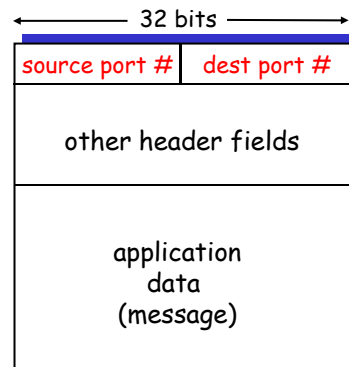 32 bits
source port # dest port #
other header fields
application
data
(message)